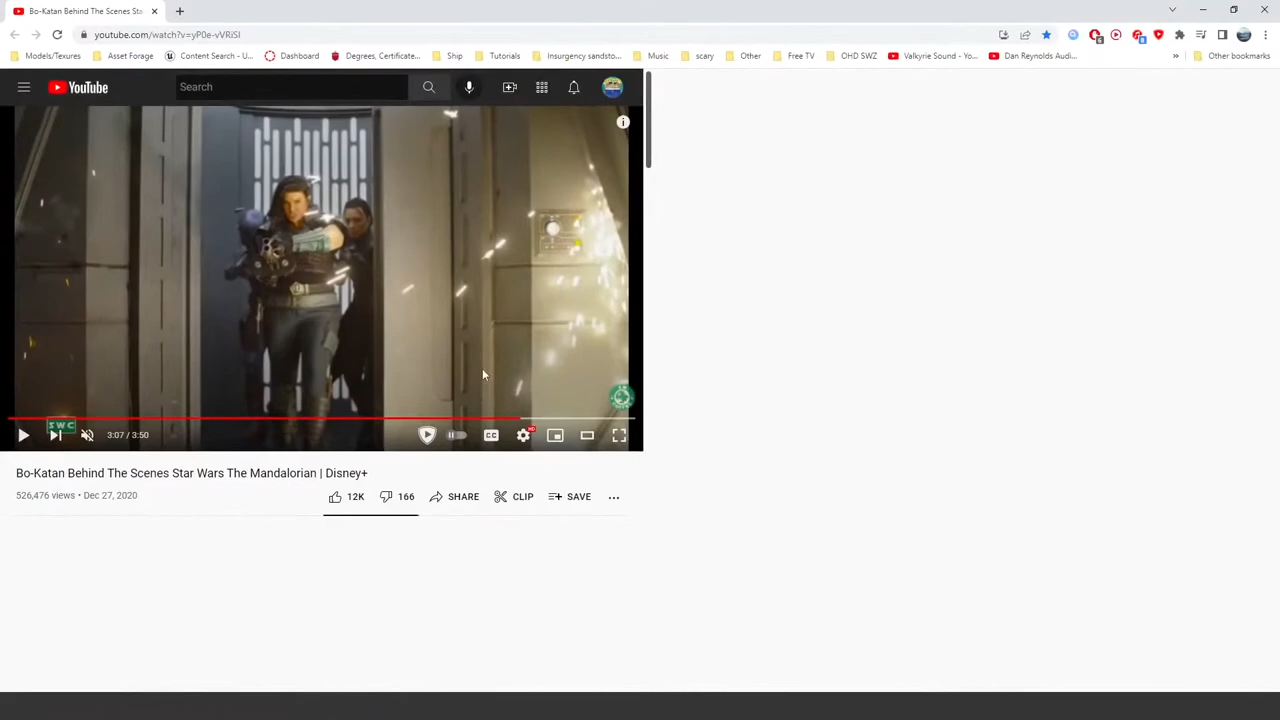 Bo-Katan Behind The Scenes Sta
youtube.com/watch?v=yP0e-vVRiSI
Models/Texures Asset Forage Content Search - U... Dashboard Degrees, Certificate... Ship Tutorials Insurgency sandsto... Music scary Other Free TV OHD SWZ Valkyrie Sound - Yo... Dan Reynolds Audi... » Other bookmarks
YouTube Search
SWC
3:07 / 3:50 CC HD
Bo-Katan Behind The Scenes Star Wars The Mandalorian | Disney+
526,476 views • Dec 27, 2020 12K 166 SHARE CLIP SAVE ...